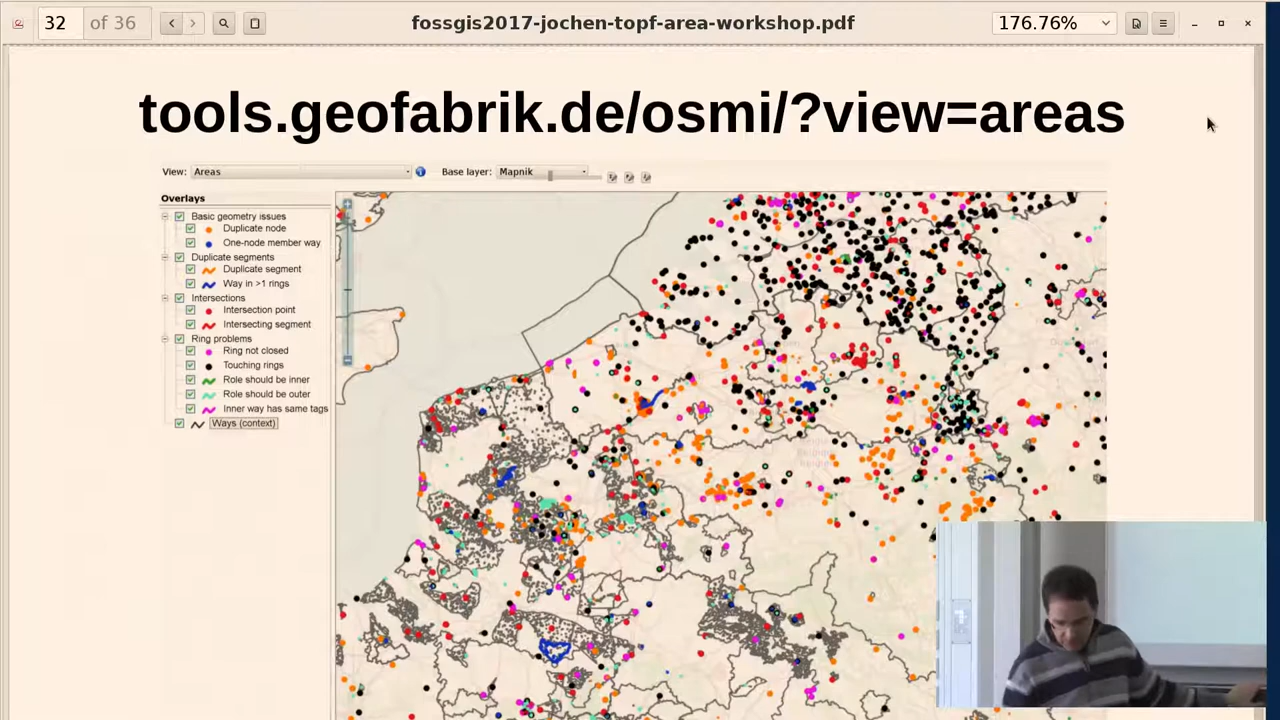 32 of 36
fossgis2017-jochen-topf-area-workshop.pdf
176.76%
tools.geofabrik.de/osmi/?view=areas
View: Areas
Base layer: Mapnik
Overlays
Basic geometry issues
Duplicate node
One-node member way
Duplicate segments
Duplicate segment
Way in >1 rings
Intersections
Intersection point
Intersecting segment
Ring problems
Ring not closed
Touching rings
Role should be inner
Role should be outer
Inner way has same tags
Ways (context)